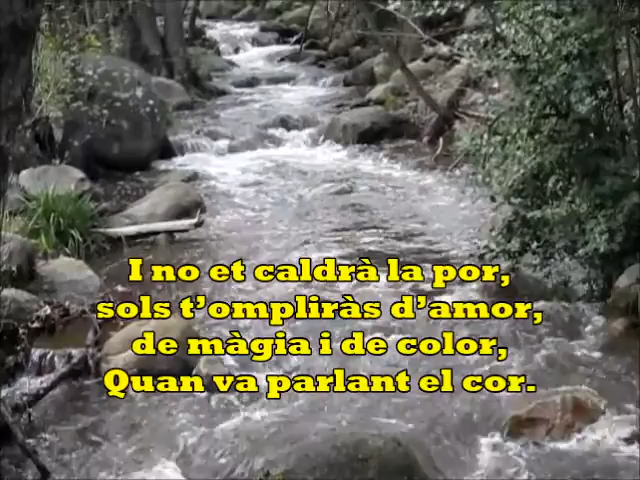 I no et caldrà la por,
sols t’ompliràs d’amor,
de màgia i de color,
Quan va parlant el cor.